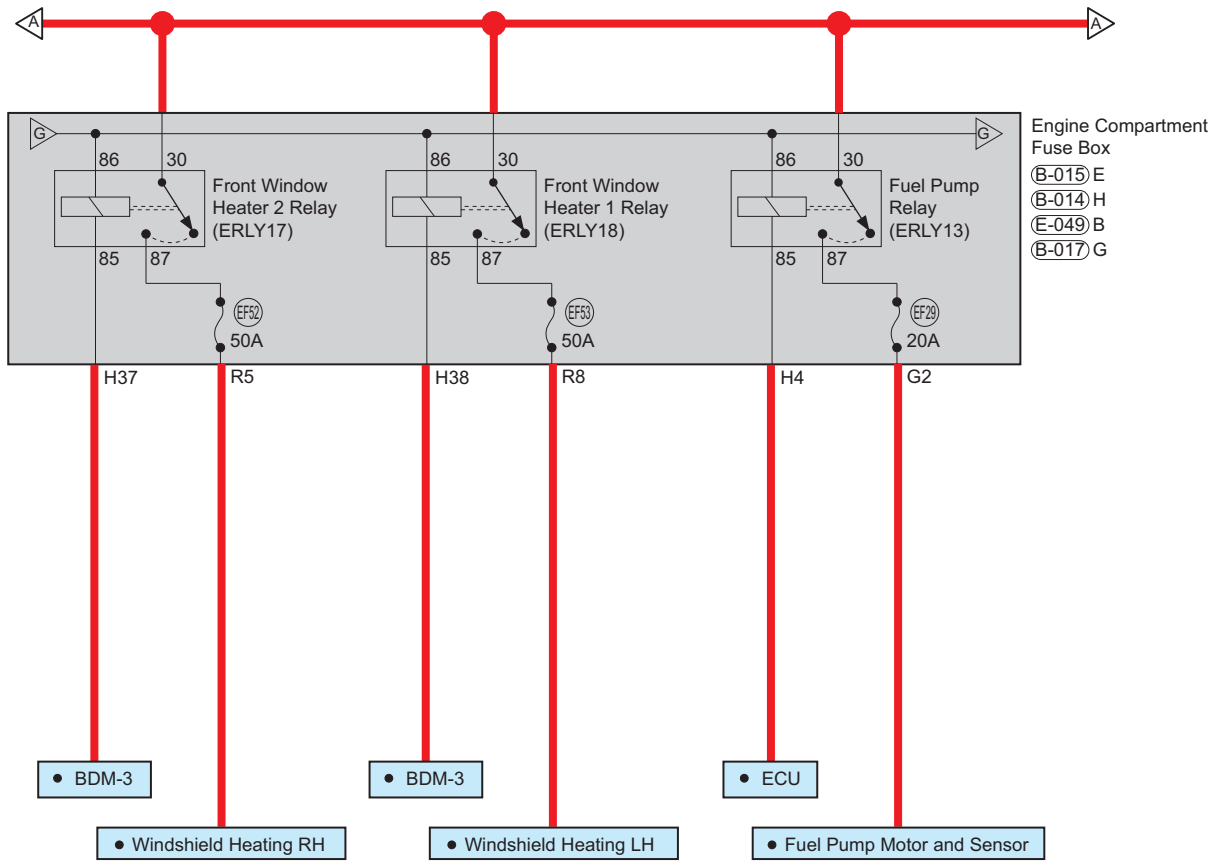 A A
G G
86 30 86 30 86 30
Front Window
Heater 2 Relay
(ERLY17)
Front Window
Heater 1 Relay
(ERLY18)
Fuel Pump
Relay
(ERLY13)
85 87 85 87 85 87
EF52
50A
EF53
50A
EF29
20A
H37 R5 H38 R8 H4 G2
Engine Compartment
Fuse Box
B-015 E
B-014 H
E-049 B
B-017 G
• BDM-3
• BDM-3
• ECU
• Windshield Heating RH
• Windshield Heating LH
• Fuel Pump Motor and Sensor